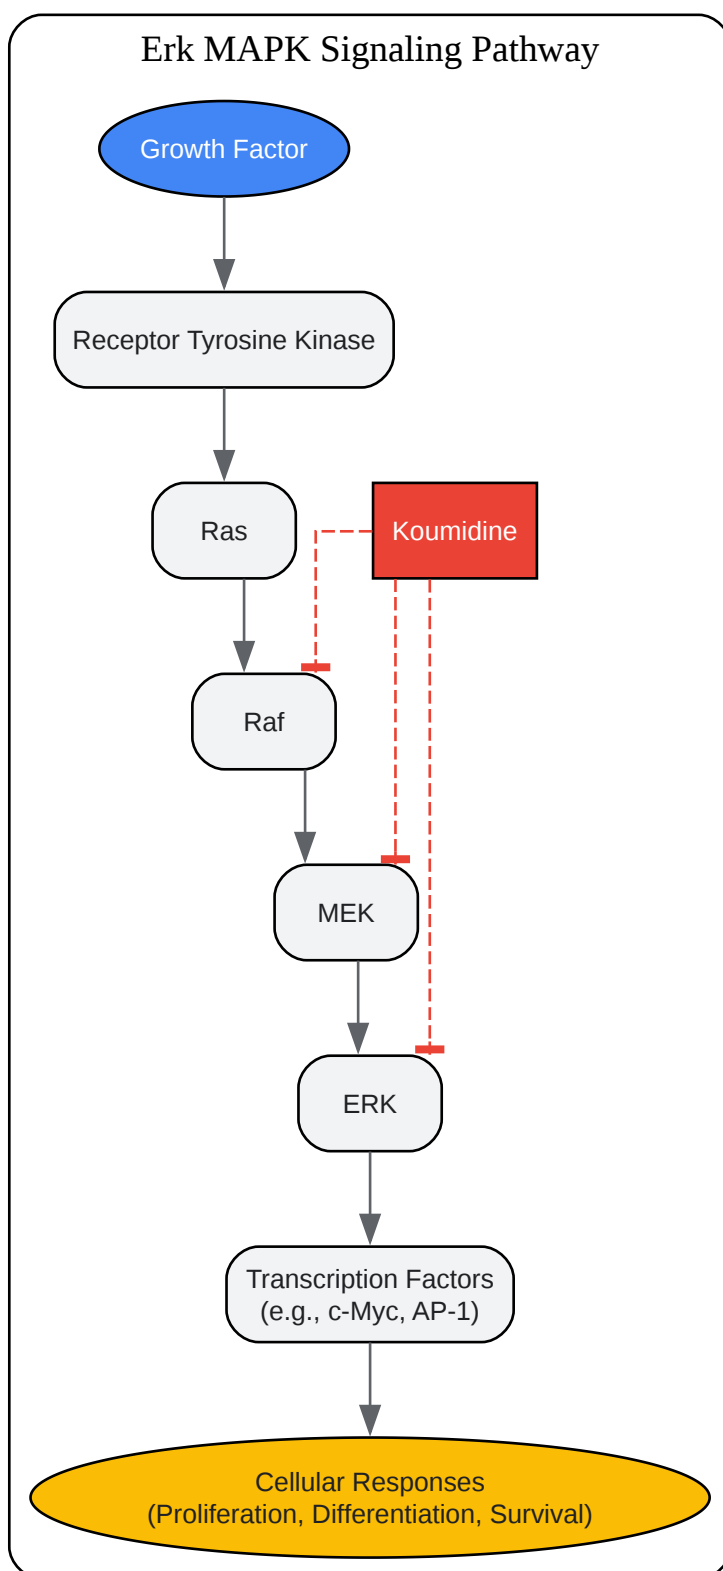 Erk MAPK Signaling Pathway
Growth Factor
Receptor Tyrosine Kinase
Ras
Koumidine
Raf
MEK
ERK
Transcription Factors
(e.g., c-Myc, AP-1)
Cellular Responses
(Proliferation, Differentiation, Survival)